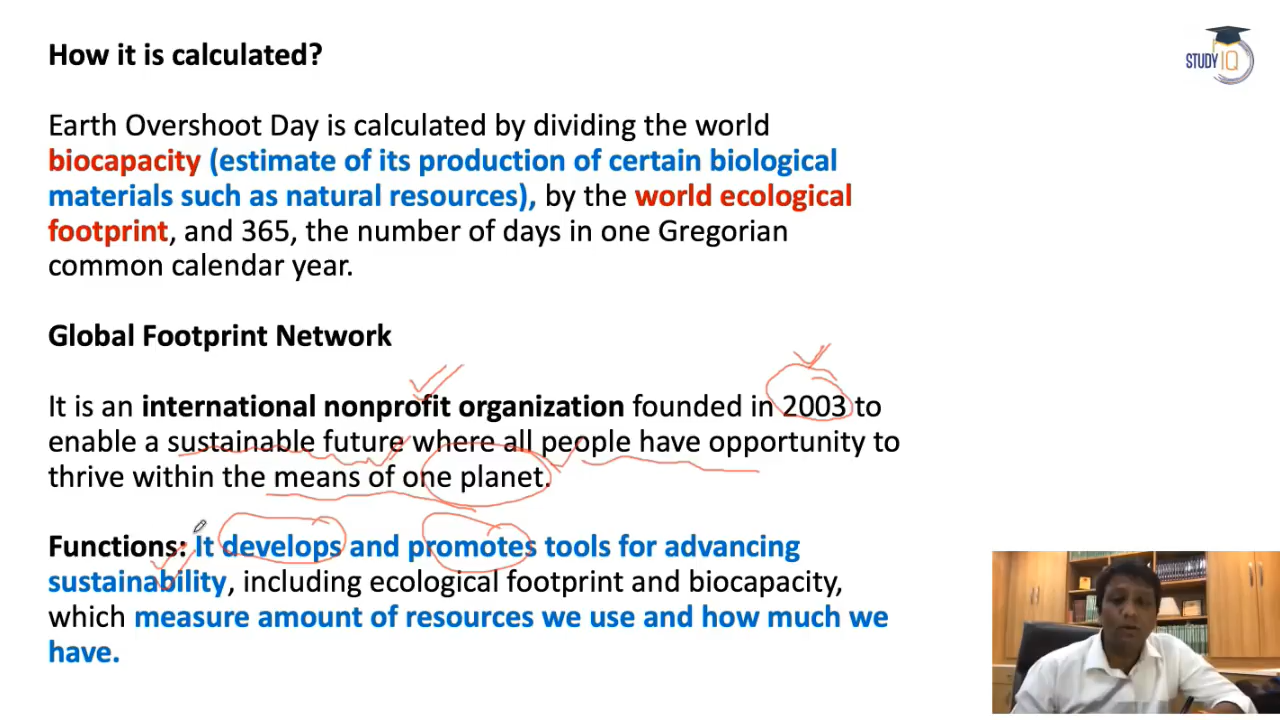 How it is calculated?
STUDY IQ
Earth Overshoot Day is calculated by dividing the world
biocapacity (estimate of its production of certain biological
materials such as natural resources), by the world ecological
footprint, and 365, the number of days in one Gregorian
common calendar year.
Global Footprint Network
It is an international nonprofit organization founded in 2003 to
enable a sustainable future where all people have opportunity to
thrive within the means of one planet.
Functions: It develops and promotes tools for advancing
sustainability, including ecological footprint and biocapacity,
which measure amount of resources we use and how much we
have.